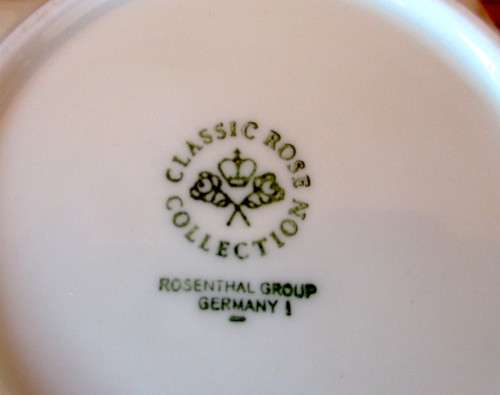 CLASSIC ROSE
COLLECTION
ROSENTHAL GROUP
GERMANY